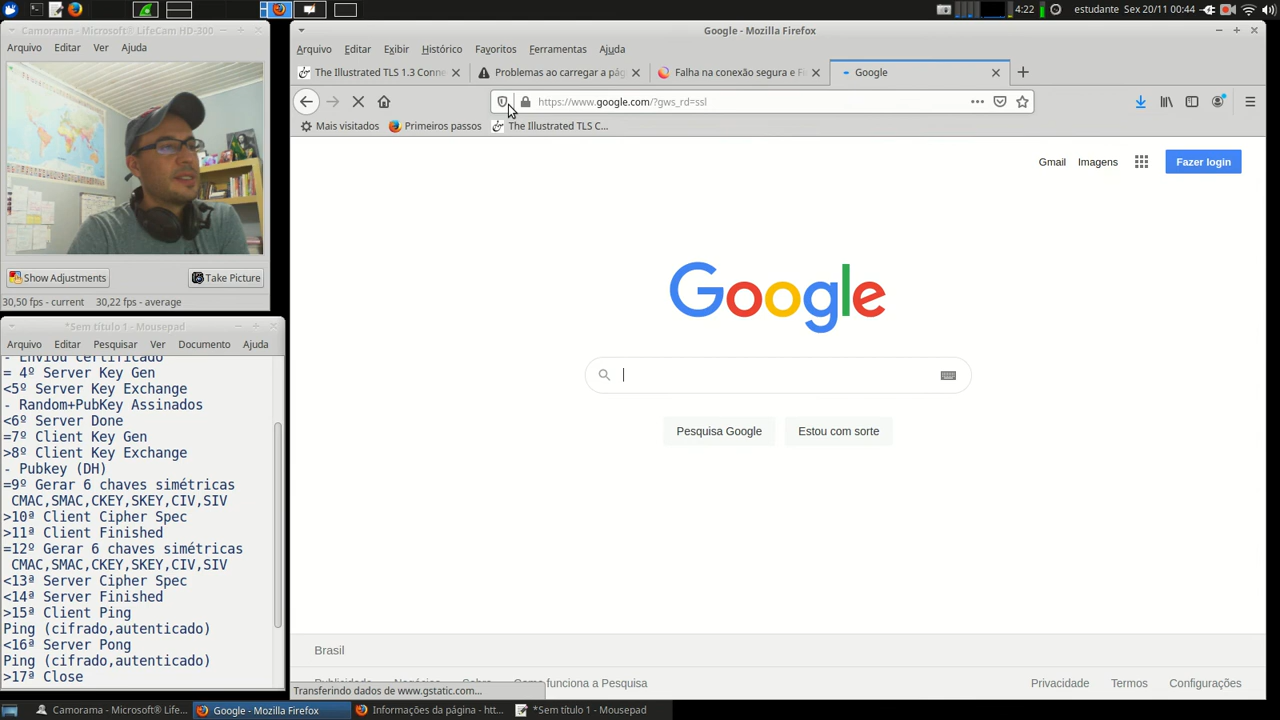 4:22
estudante
Sex 20/11 00:44
Camorama - Microsoft® LifeCam HD-300
Arquivo Editar Ver Ajuda
Show Adjustments
Take Picture
30,50 fps - current 30,22 fps - average
*Sem título 1 - Mousepad
Arquivo Editar Pesquisar Ver Documento Ajuda
- Enviou certificado
= 4º Server Key Gen
<5º Server Key Exchange
- Random+PubKey Assinados
<6º Server Done
=7º Client Key Gen
>8º Client Key Exchange
- Pubkey (DH)
=9º Gerar 6 chaves simétricas
CMAC,SMAC,CKEY,SKEY,CIV,SIV
>10ª Client Cipher Spec
>11ª Client Finished
=12º Gerar 6 chaves simétricas
CMAC,SMAC,CKEY,SKEY,CIV,SIV
<13ª Server Cipher Spec
<14ª Server Finished
>15ª Client Ping
Ping (cifrado,autenticado)
<16ª Server Pong
Ping (cifrado,autenticado)
>17ª Close
Google - Mozilla Firefox
Arquivo Editar Exibir Histórico Favoritos Ferramentas Ajuda
The Illustrated TLS 1.3 Conne
Problemas ao carregar a pág
Falha na conexão segura e Fi
Google
https://www.google.com/?gws_rd=ssl
Mais visitados
Primeiros passos
The Illustrated TLS C...
Gmail Imagens
Fazer login
Google
Pesquisa Google
Estou com sorte
Brasil
Publicidade Negócios Sobre Como funciona a Pesquisa
Privacidade Termos Configurações
Transferindo dados de www.gstatic.com...
Camorama - Microsoft® LifeC...
Google - Mozilla Firefox
Informações da página - htt...
*Sem título 1 - Mousepad